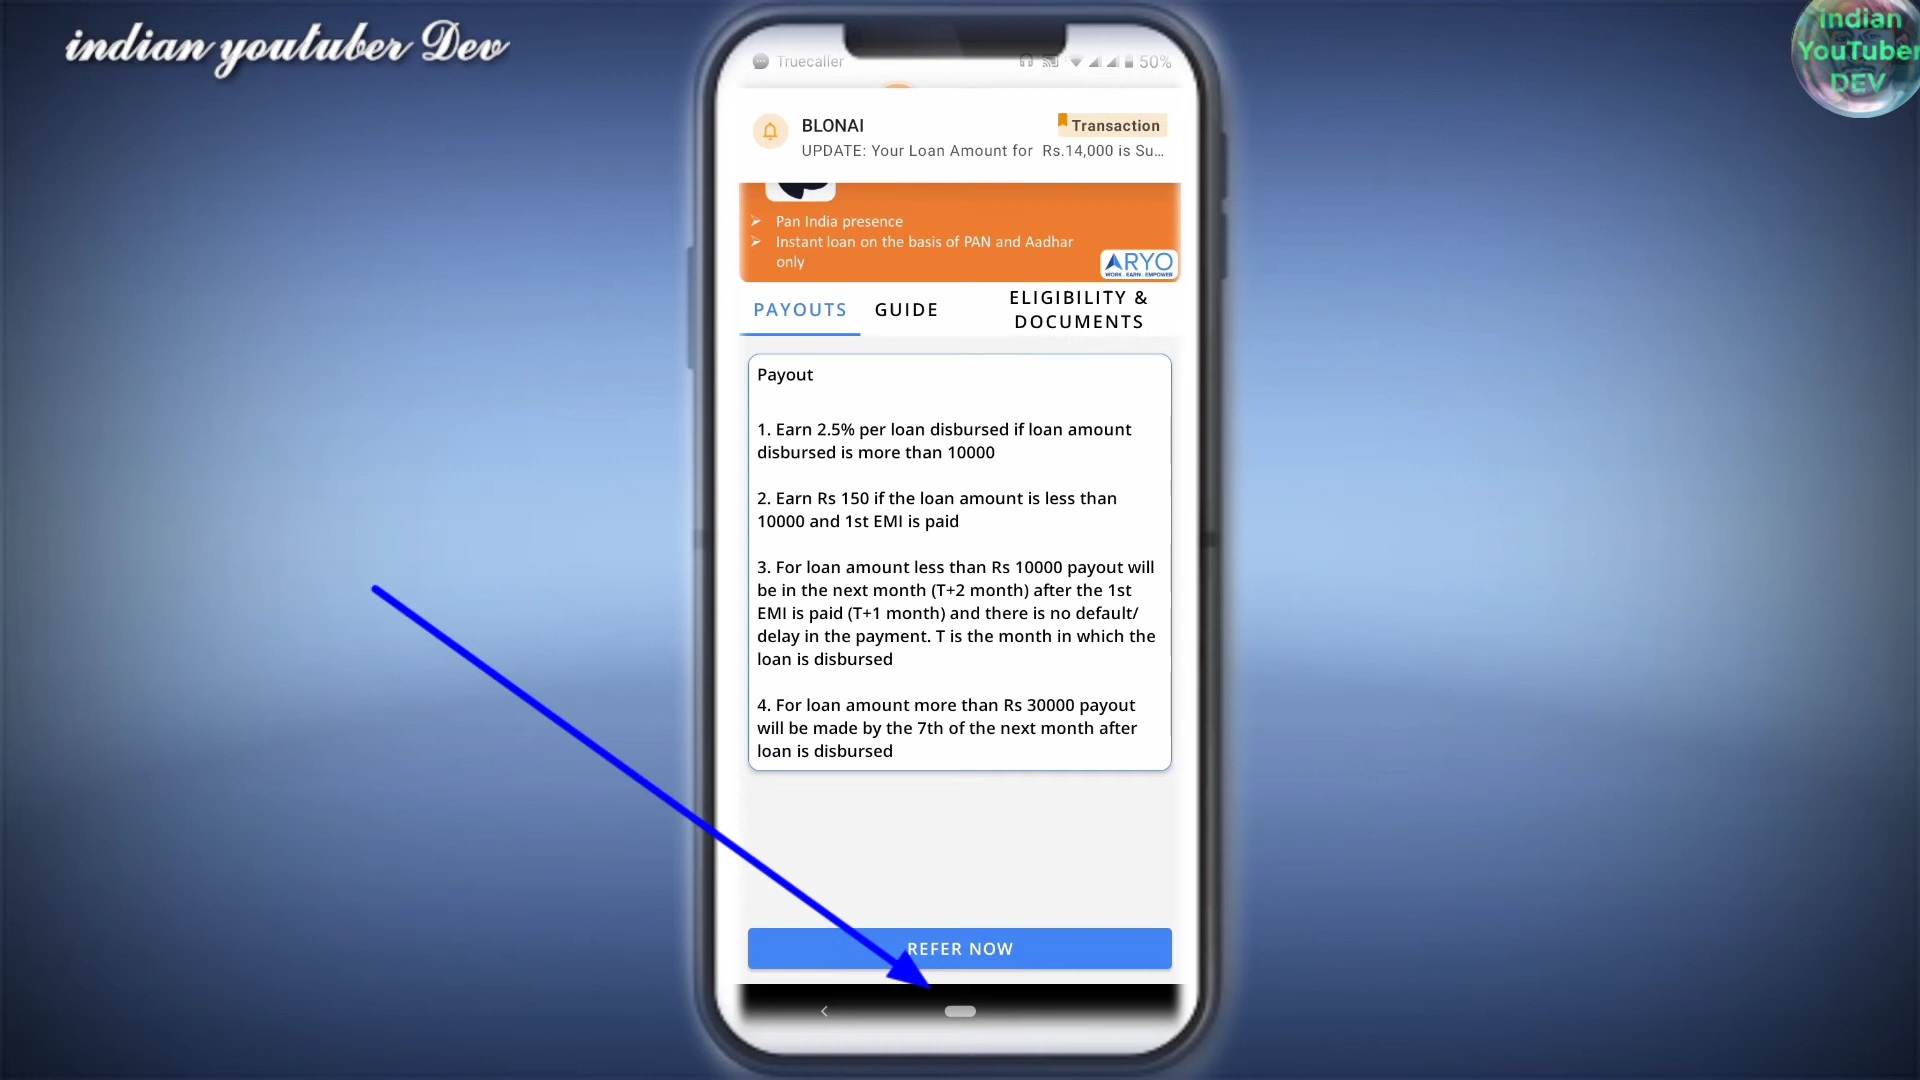 indian youtuber Dev
indian
YouTuber
DEV
Truecaller
50%
BLONAI
Transaction
UPDATE: Your Loan Amount for Rs.14,000 is Su...
Pan India presence
Instant loan on the basis of PAN and Aadhar
only
ARYO
WORK . EARN . EMPOWER
PAYOUTS
GUIDE
ELIGIBILITY &
DOCUMENTS
Payout
1. Earn 2.5% per loan disbursed if loan amount
disbursed is more than 10000
2. Earn Rs 150 if the loan amount is less than
10000 and 1st EMI is paid
3. For loan amount less than Rs 10000 payout will
be in the next month (T+2 month) after the 1st
EMI is paid (T+1 month) and there is no default/
delay in the payment. T is the month in which the
loan is disbursed
4. For loan amount more than Rs 30000 payout
will be made by the 7th of the next month after
loan is disbursed
REFER NOW